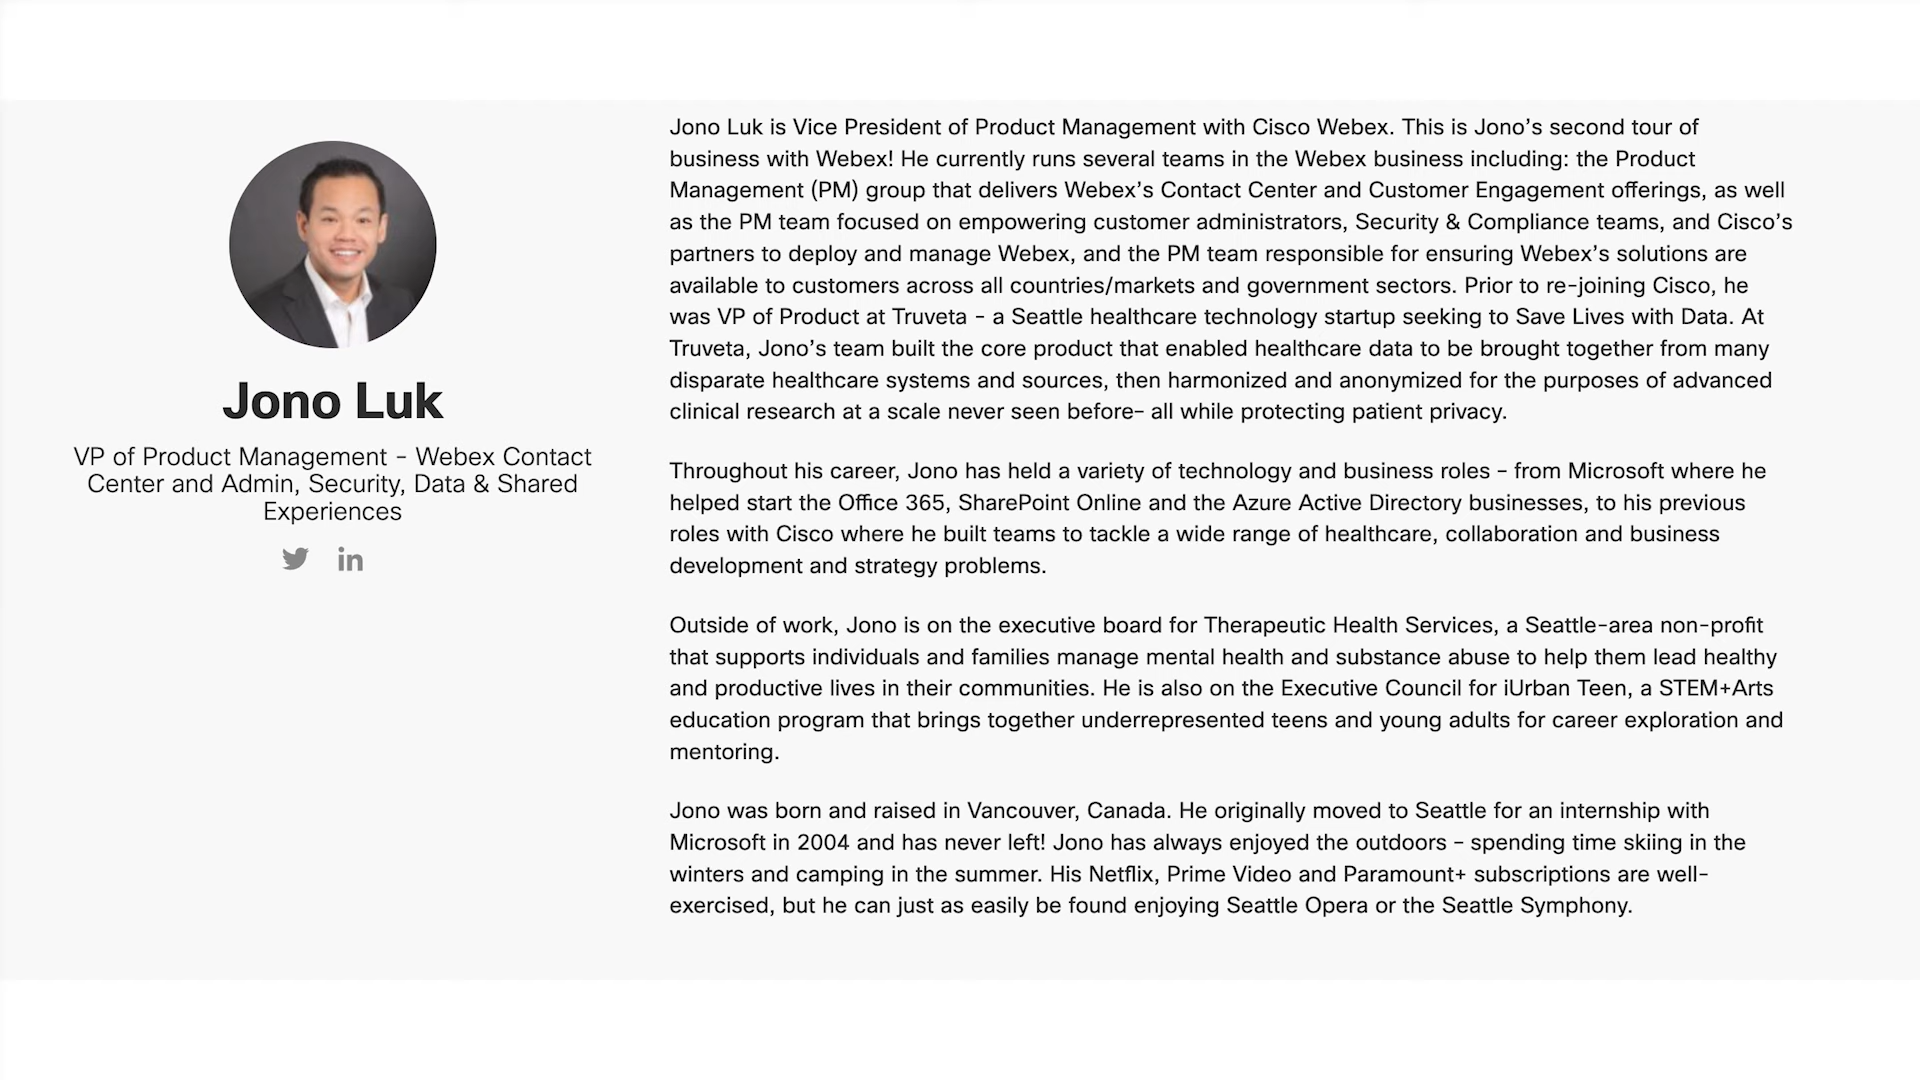 Jono Luk
VP of Product Management - Webex Contact
Center and Admin, Security, Data & Shared
Experiences
in
Jono Luk is Vice President of Product Management with Cisco Webex. This is Jono’s second tour of
business with Webex! He currently runs several teams in the Webex business including: the Product
Management (PM) group that delivers Webex’s Contact Center and Customer Engagement offerings, as well
as the PM team focused on empowering customer administrators, Security & Compliance teams, and Cisco’s
partners to deploy and manage Webex, and the PM team responsible for ensuring Webex’s solutions are
available to customers across all countries/markets and government sectors. Prior to re-joining Cisco, he
was VP of Product at Truveta - a Seattle healthcare technology startup seeking to Save Lives with Data. At
Truveta, Jono’s team built the core product that enabled healthcare data to be brought together from many
disparate healthcare systems and sources, then harmonized and anonymized for the purposes of advanced
clinical research at a scale never seen before– all while protecting patient privacy.
Throughout his career, Jono has held a variety of technology and business roles - from Microsoft where he
helped start the Office 365, SharePoint Online and the Azure Active Directory businesses, to his previous
roles with Cisco where he built teams to tackle a wide range of healthcare, collaboration and business
development and strategy problems.
Outside of work, Jono is on the executive board for Therapeutic Health Services, a Seattle-area non-profit
that supports individuals and families manage mental health and substance abuse to help them lead healthy
and productive lives in their communities. He is also on the Executive Council for iUrban Teen, a STEM+Arts
education program that brings together underrepresented teens and young adults for career exploration and
mentoring.
Jono was born and raised in Vancouver, Canada. He originally moved to Seattle for an internship with
Microsoft in 2004 and has never left! Jono has always enjoyed the outdoors - spending time skiing in the
winters and camping in the summer. His Netflix, Prime Video and Paramount+ subscriptions are well-
exercised, but he can just as easily be found enjoying Seattle Opera or the Seattle Symphony.